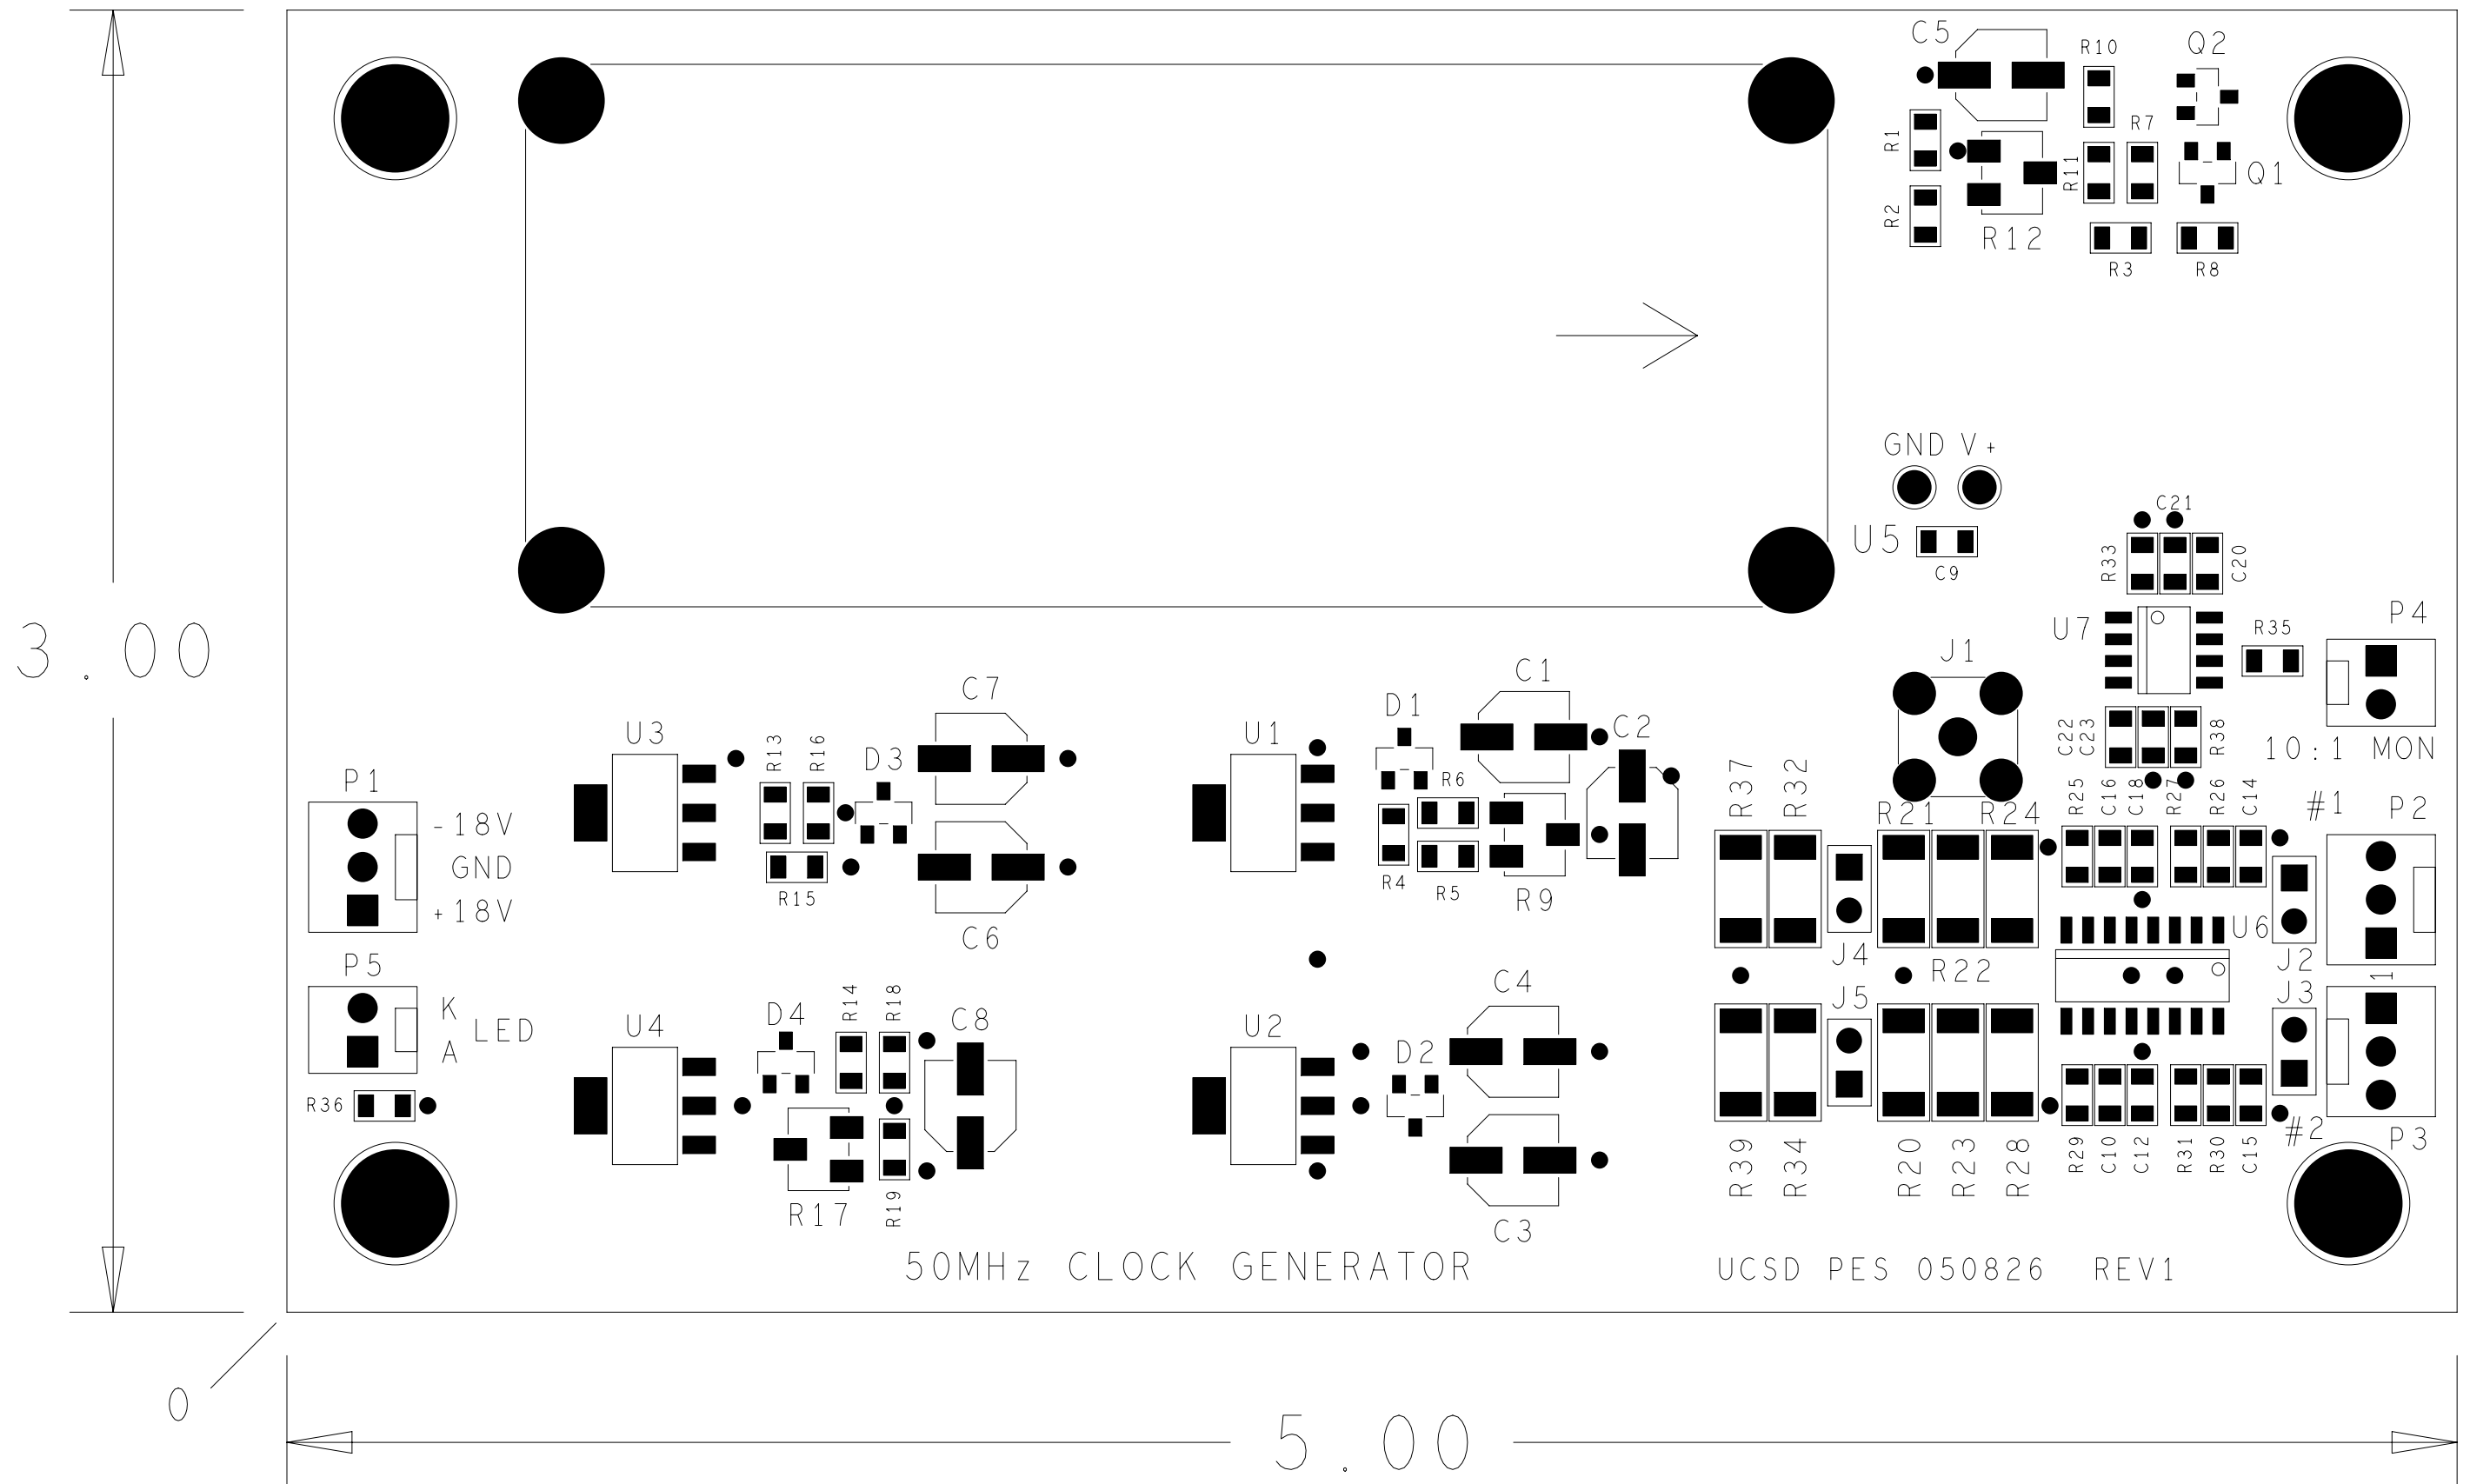 C5
R10
Q2
R1
R7
R11
Q1
R2
R12
R3
R8
GND V+
C21
U5
R33
C20
C9
3.00
P4
U7
R35
J1
C7
C1
D1
C2
U3
U1
R13
R16
D3
R37
R32
C22
C23
R38
10:1 MON
P1
R6
R25
C16
C18
R27
R26
C14
#1
P2
R21
R24
-18V
GND
+18V
R4
R5
R9
R15
U6
C6
J4
R22
J2
1
P5
K
LED
A
R14
R18
D4
C8
U4
U2
C4
D2
J5
J3
R36
#2
P3
R39
R34
R20
R23
R28
R29
C10
C12
R31
R30
C15
R17
R19
C3
50MHz CLOCK GENERATOR
UCSD PES 050826 REV1
0
5.00